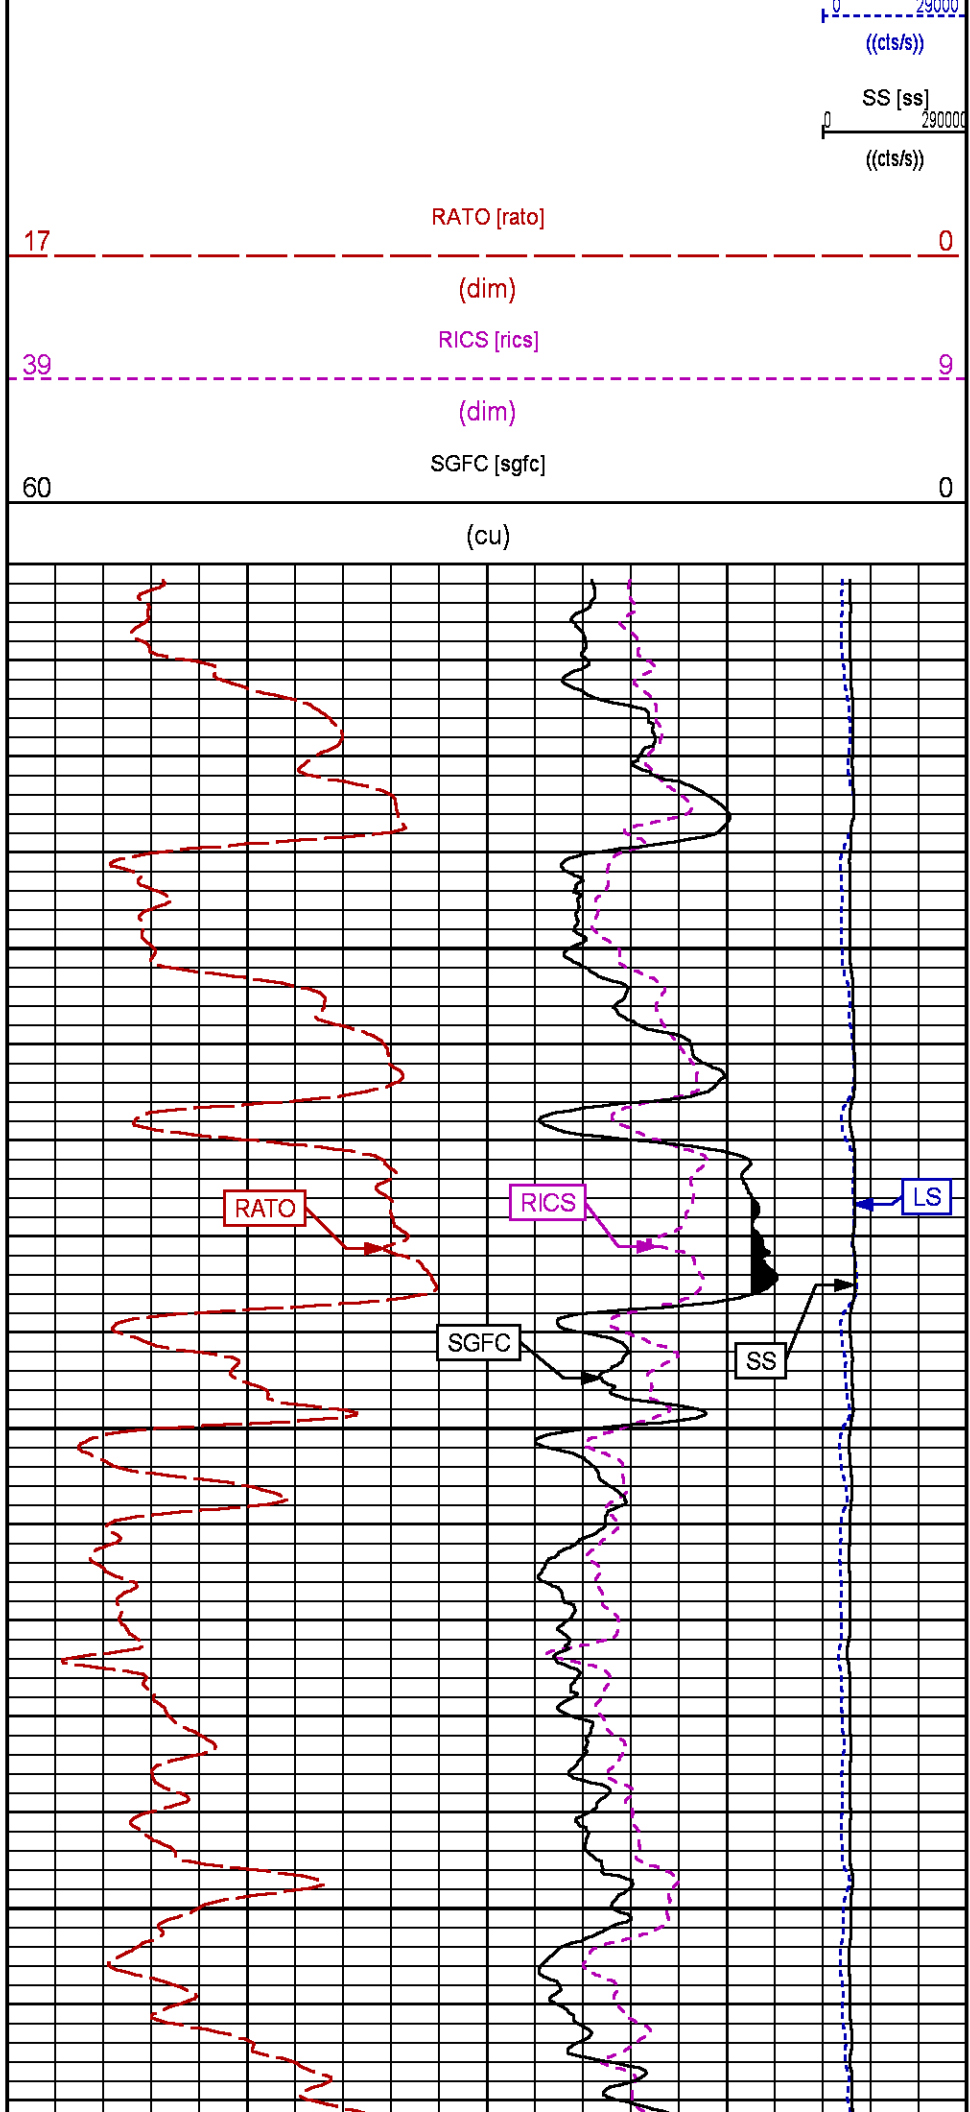 0 29000
((cts/s))
SS [ss]
0 290000
((cts/s))
RATO [rato]
17 0
(dim)
RICS [rics]
39 9
(dim)
SGFC [sgfc]
60 0
(cu)
RATO
RICS
LS
SGFC
SS